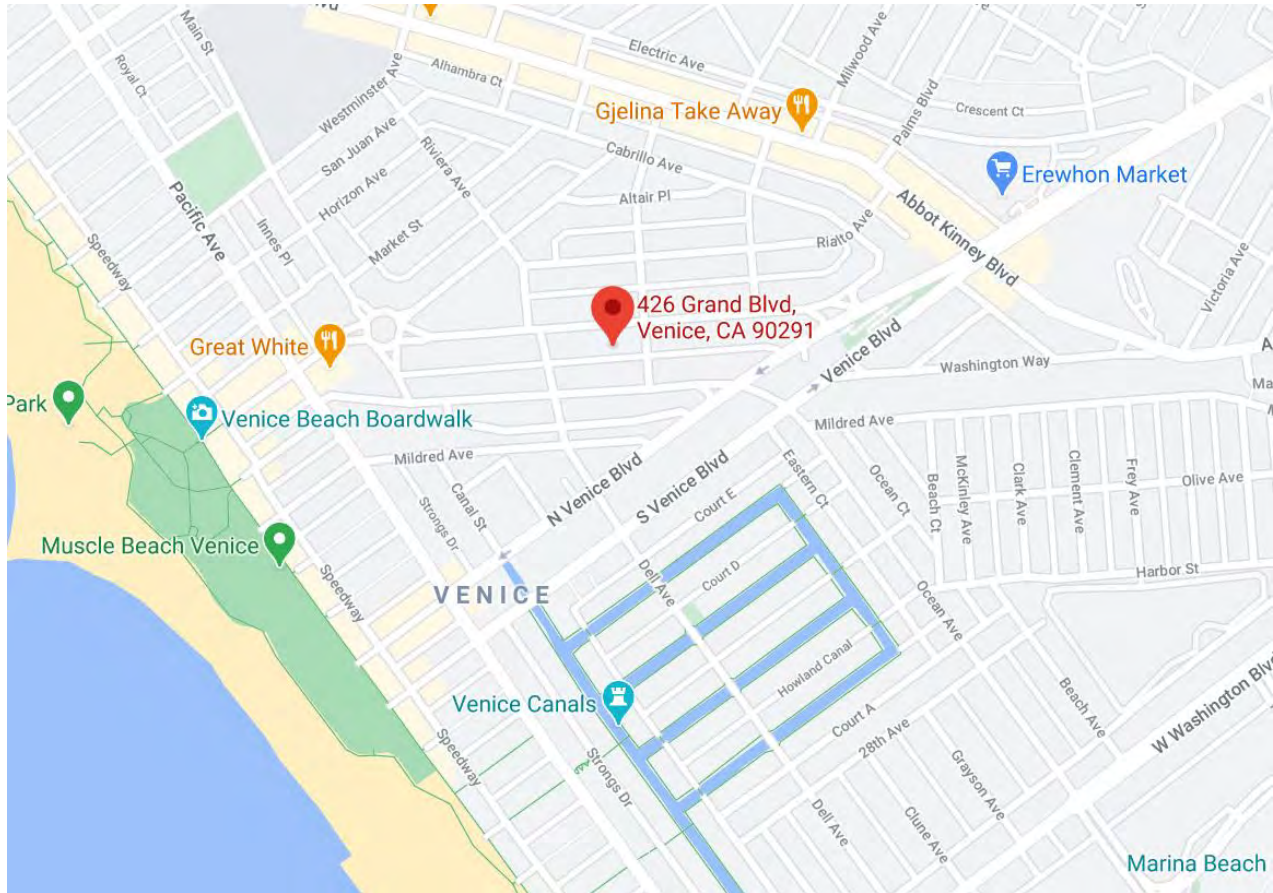 vd
Main St
Electric Ave
Royal Ct
Alhambra Ct
Milwood Ave
Westminster Ave
Gjelina Take Away
Palms Blvd
Crescent Ct
San Juan Ave
Riviera Ave
Cabrillo Ave
Erewhon Market
Horizon Ave
Altair Pl
Pacific Ave
Abbot Kinney Blvd
Innes Pl
Market St
Rialto Ave
Speedway
Victoria Ave
426 Grand Blvd,
Venice, CA 90291
Great White
Venice Blvd
Washington Way
A
Ma
Park
Venice Beach Boardwalk
Mildred Ave
M
Mildred Ave
N Venice Blvd
S Venice Blvd
Eastern Ct
Ocean Ct
Beach Ct
McKinley Ave
Clark Ave
Clement Ave
Frey Ave
Olive Ave
Canal St
Strongs Dr
Court E
Muscle Beach Venice
Speedway
VENICE
Dell Ave
Court D
Harbor St
Ocean Ave
Howland Canal
Venice Canals
Court A
28th Ave
Beach Ave
W Washington Blvd
Speedway
Strongs Dr
Grayson Ave
Dell Ave
Clune Ave
Marina Beach